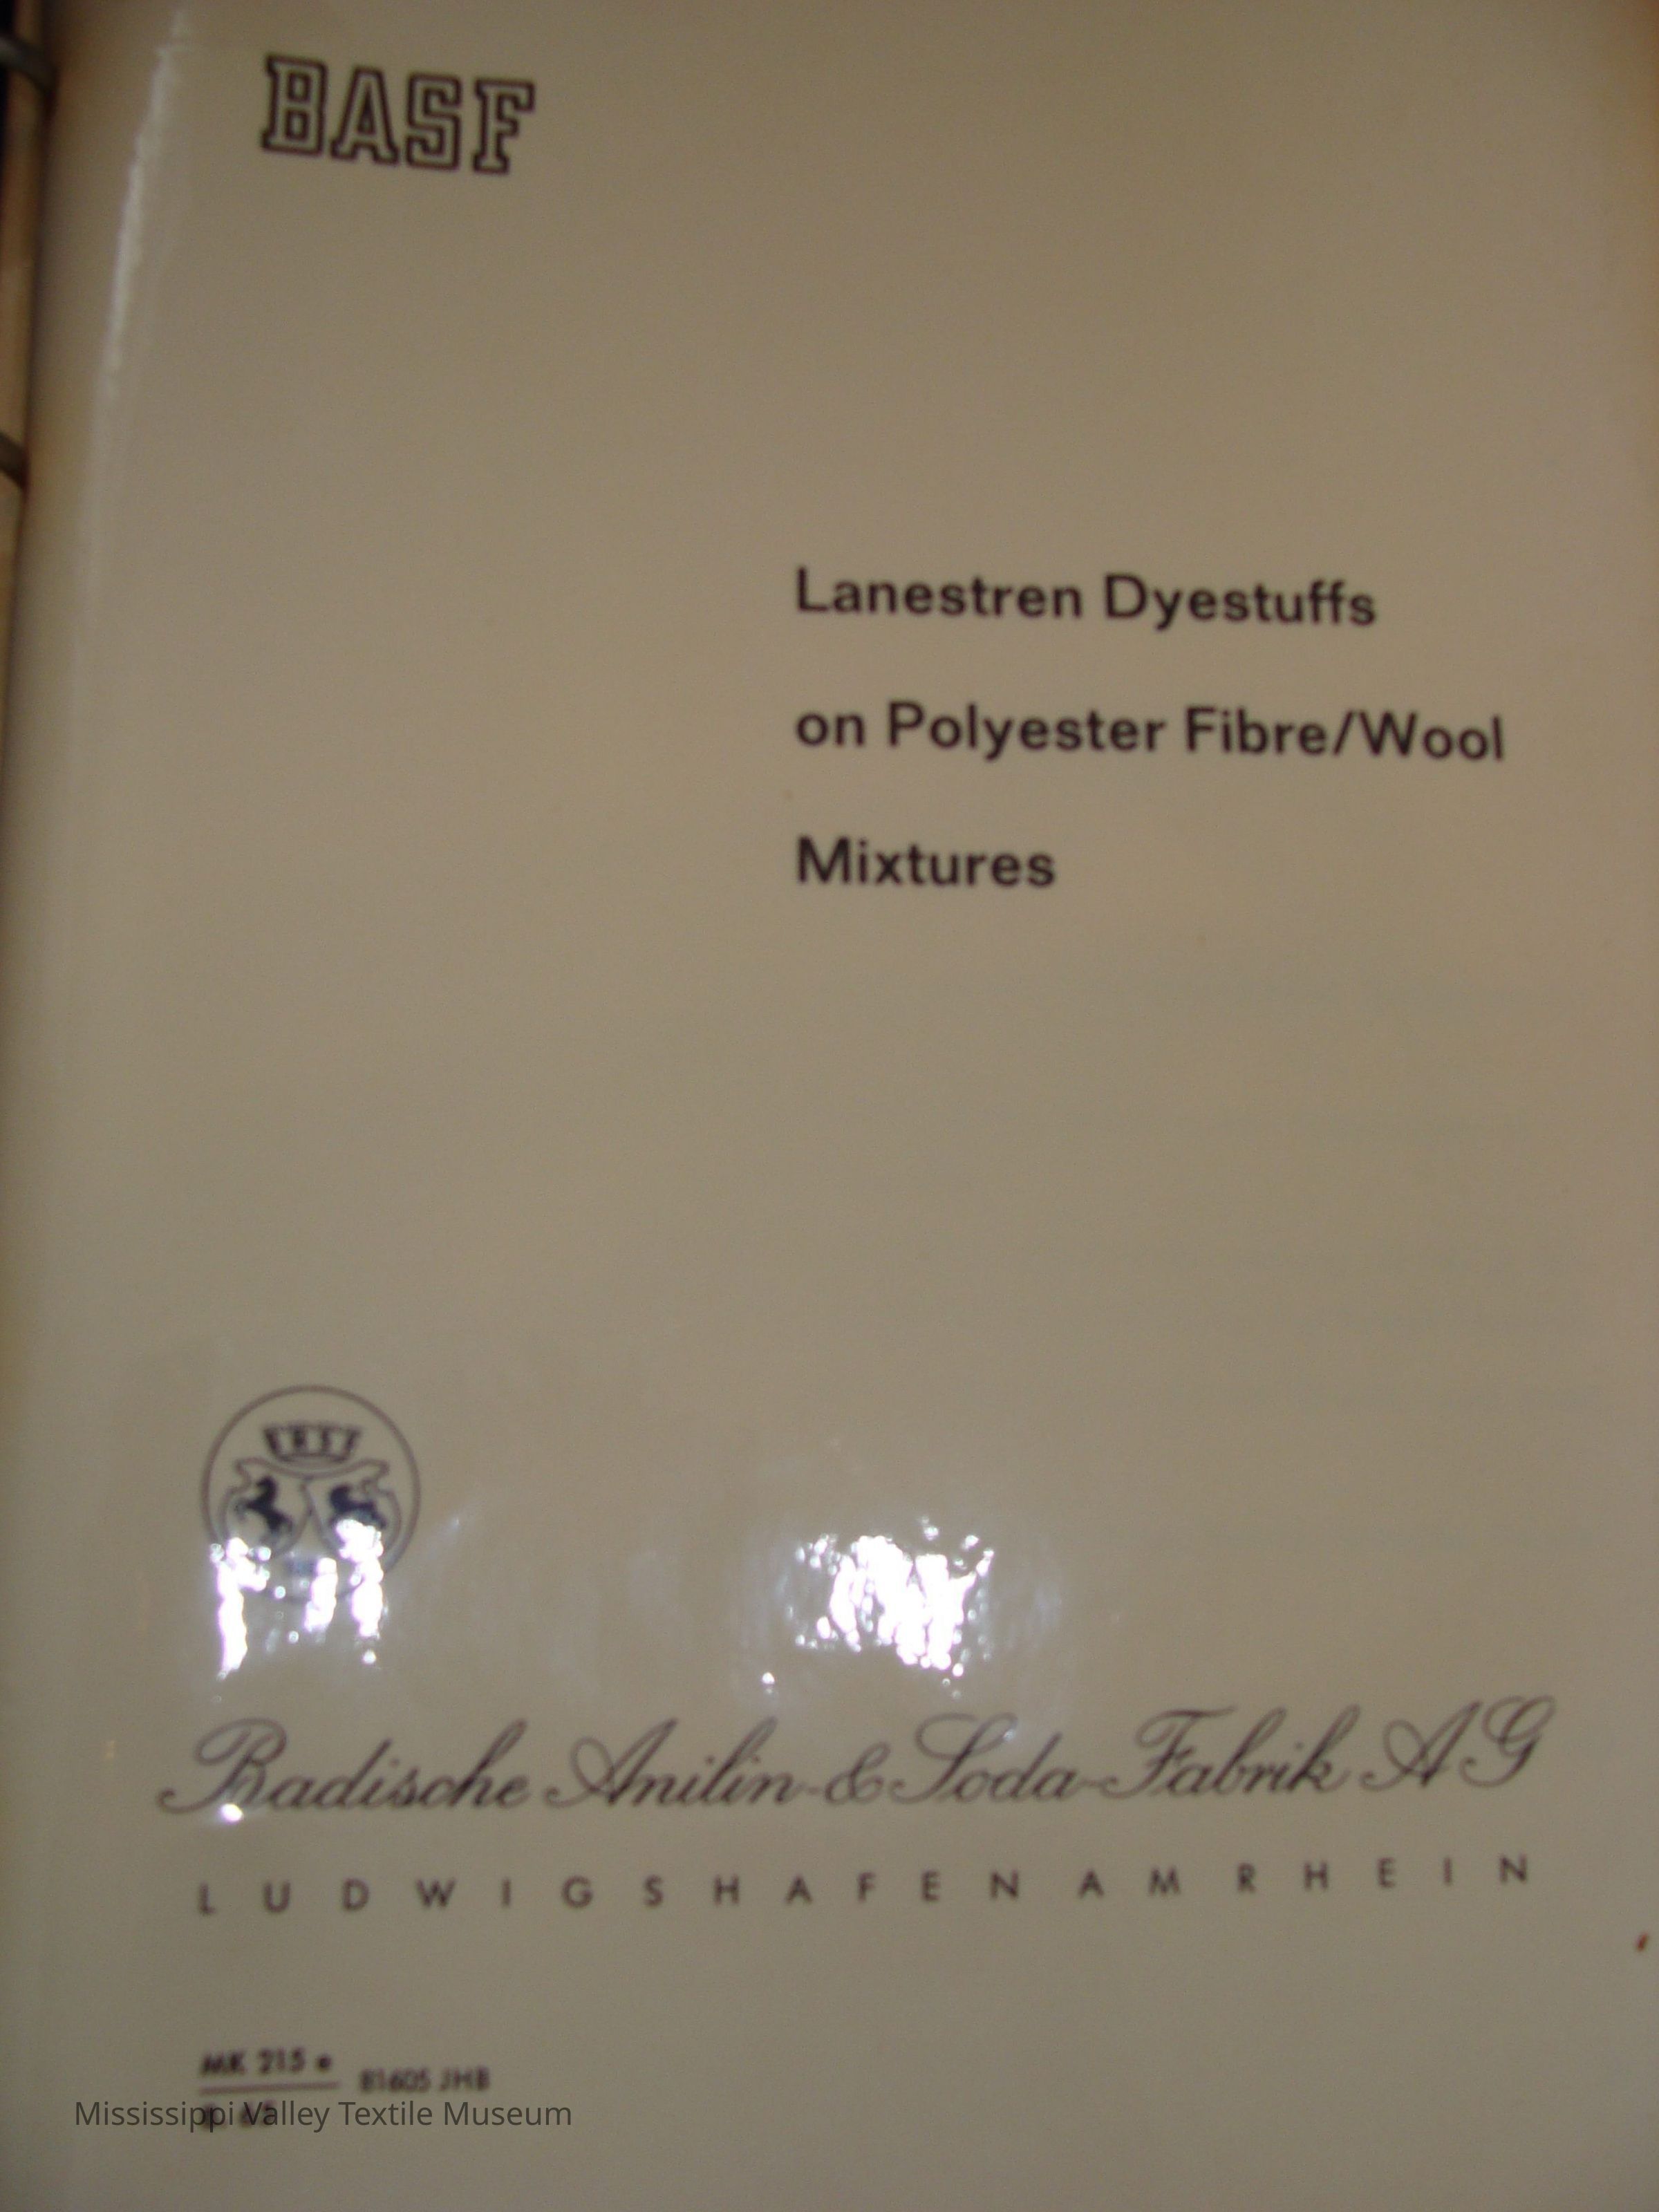 BASF
Lanestren Dyestuffs
on Polyester Fibre/Wool
Mixtures
Badische Anilin- & Soda-Fabrik AG
LUDWIGSHAFEN AM RHEIN
MK 215 e
81605 JHB
Mississippi Valley Textile Museum